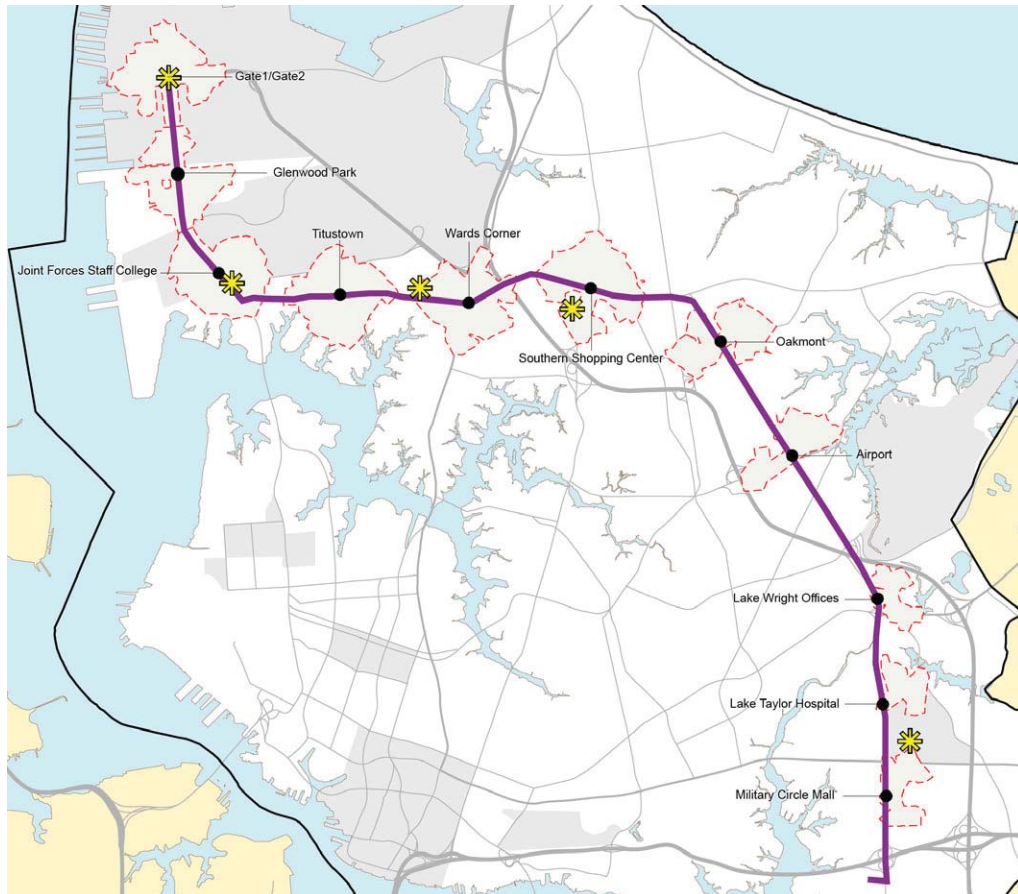 Gate1/Gate2
Glenwood Park
Titustown
Wards Corner
Joint Forces Staff College
Southern Shopping Center
Oakmont
Airport
Lake Wright Offices
Lake Taylor Hospital
Military Circle Mall